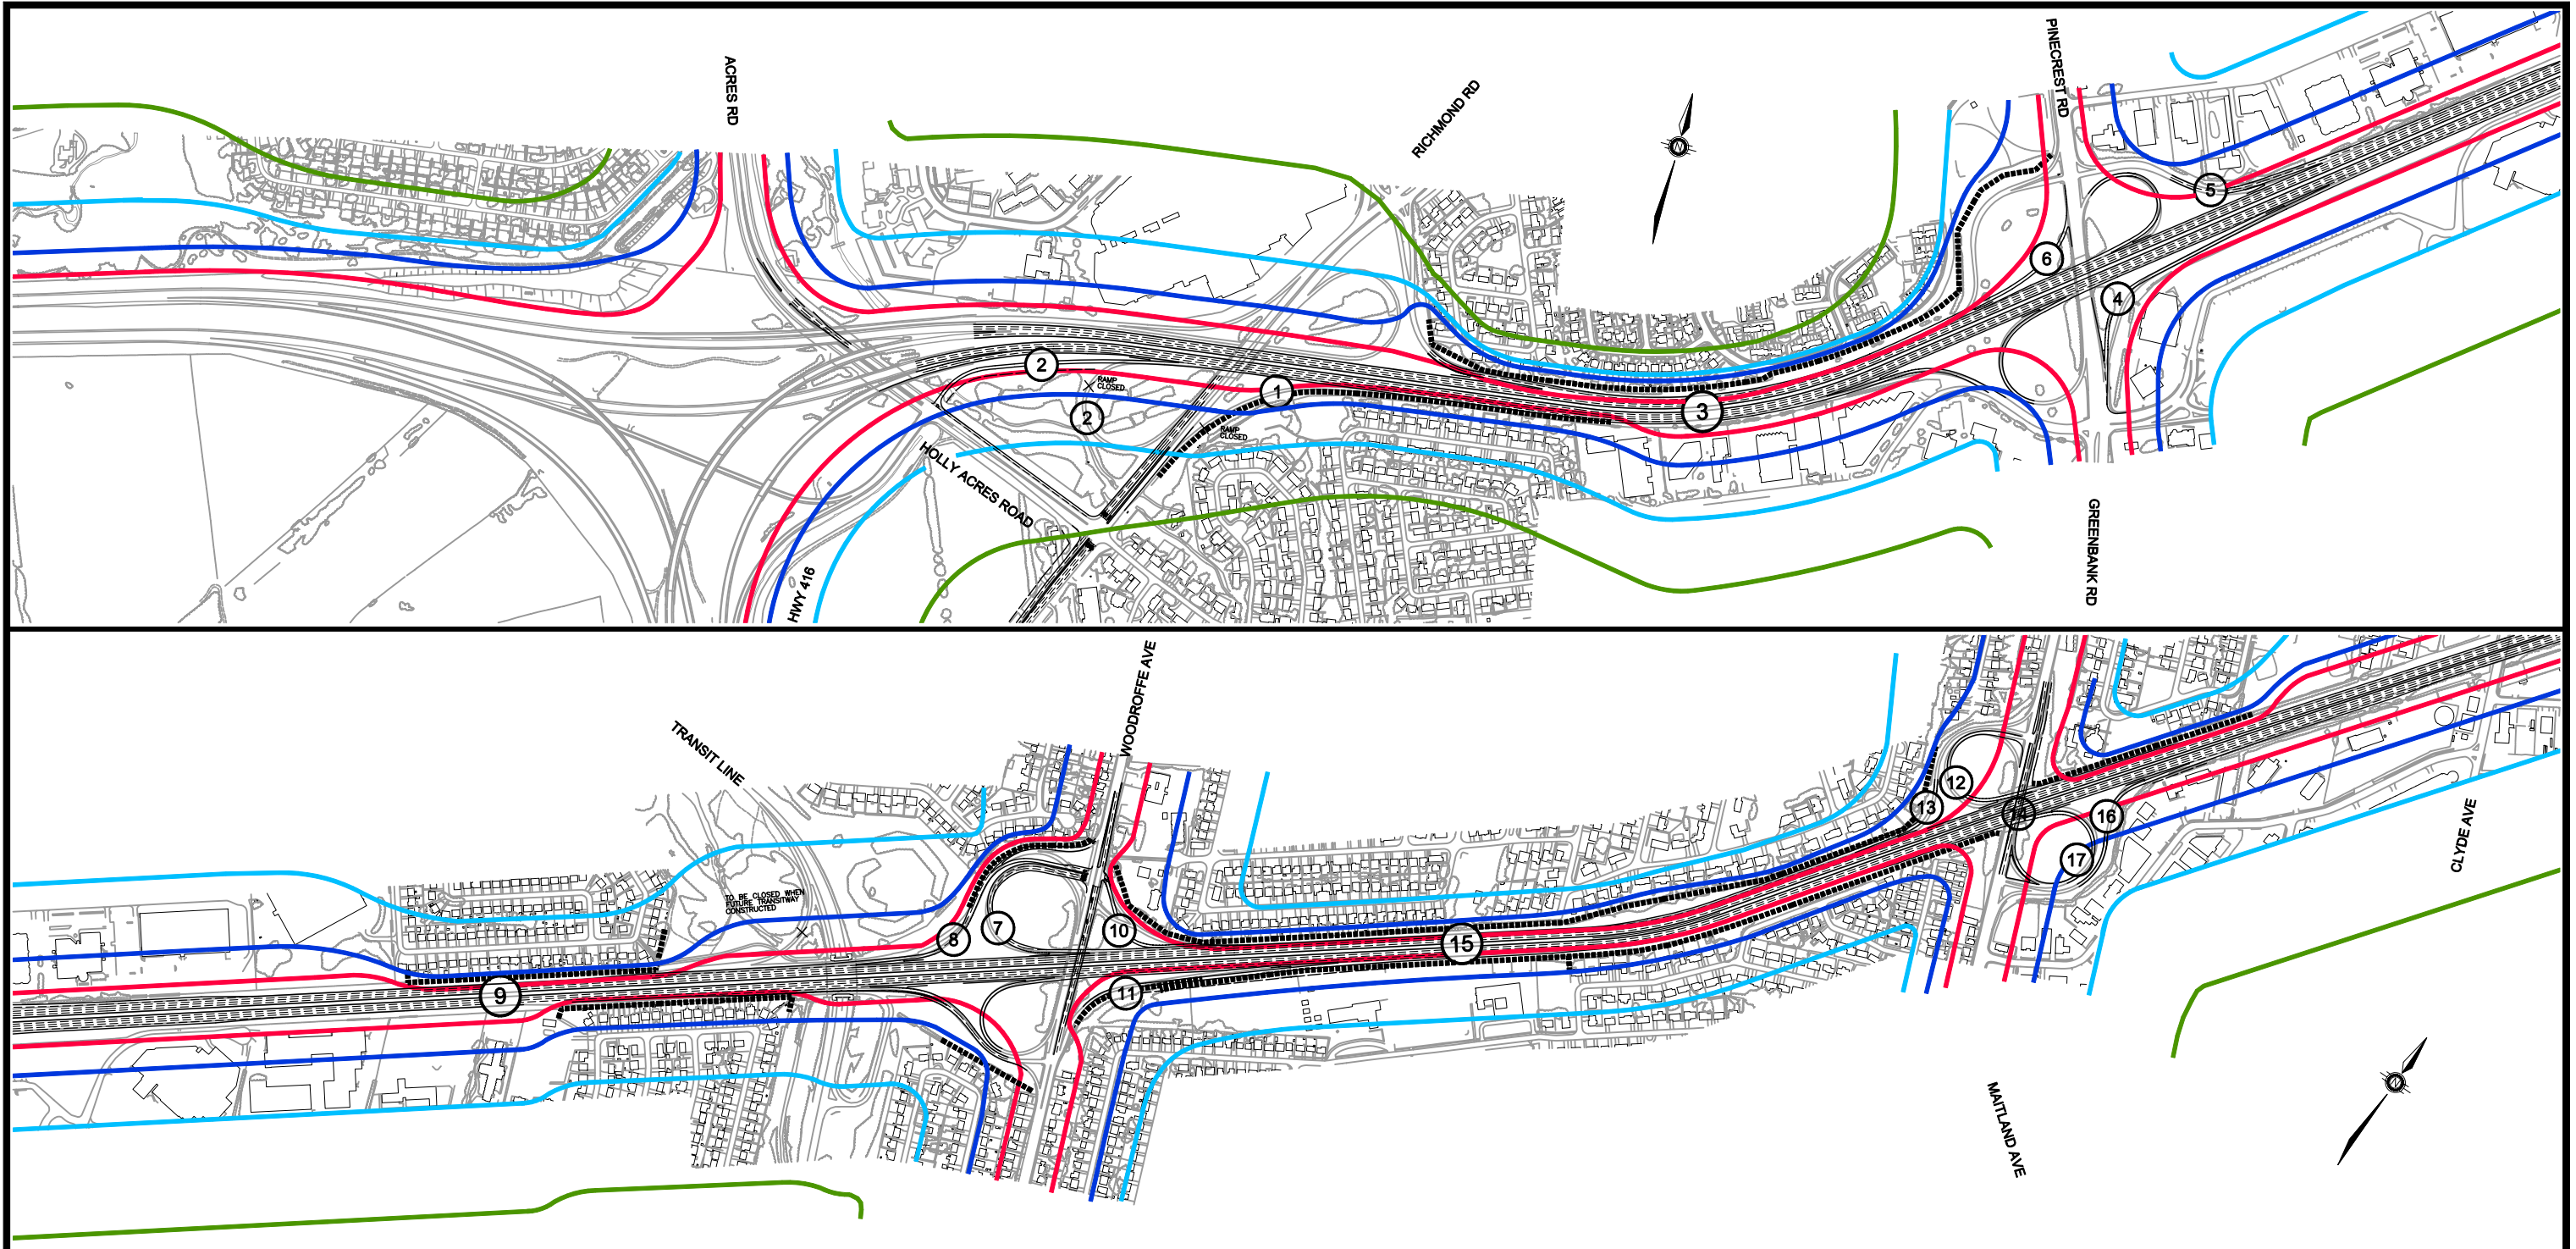 ACRES RD
RICHMOND RD
PINECREST RD
N
5
6
4
2
RAMP
CLOSED
1
2
3
RAMP
CLOSED
HOLLY ACRES ROAD
HWY 416
GREENBANK RD
WOODROFFE AVE
TRANSIT LINE
12
13
14
16
17
CLYDE AVE
TO BE CLOSED WHEN
FUTURE TRANSITWAY
CONSTRUCTED
7
8
10
15
9
11
N
MAITLAND AVE